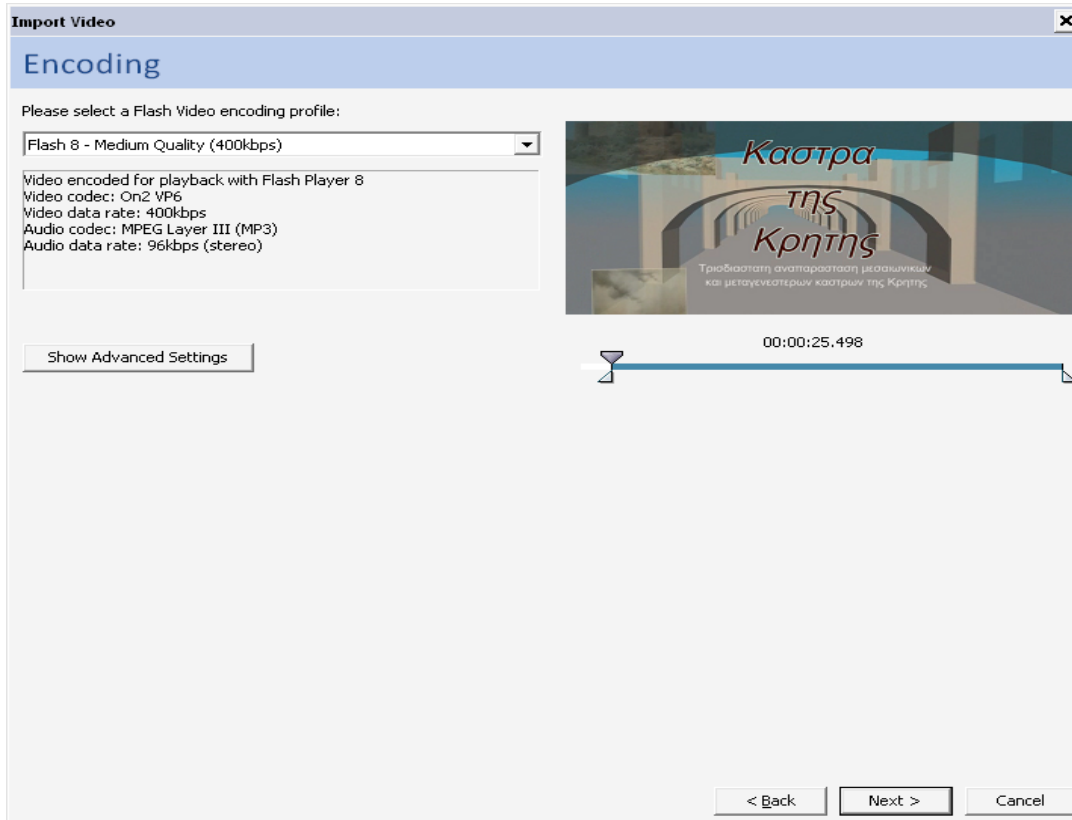 Import Video
Encoding
Please select a Flash Video encoding profile:
Flash 8 - Medium Quality (400kbps)
Video encoded for playback with Flash Player 8
Video codec: On2 VP6
Video data rate: 400kbps
Audio codec: MPEG Layer III (MP3)
Audio data rate: 96kbps (stereo)
Καστρα
της
Κρητης
Τρισδιαστατη αναπαρασταση μεσαιωνικων
και μεταγενεστερων καστρων της Κρητης
Show Advanced Settings
00:00:25.498
< Back
Next >
Cancel